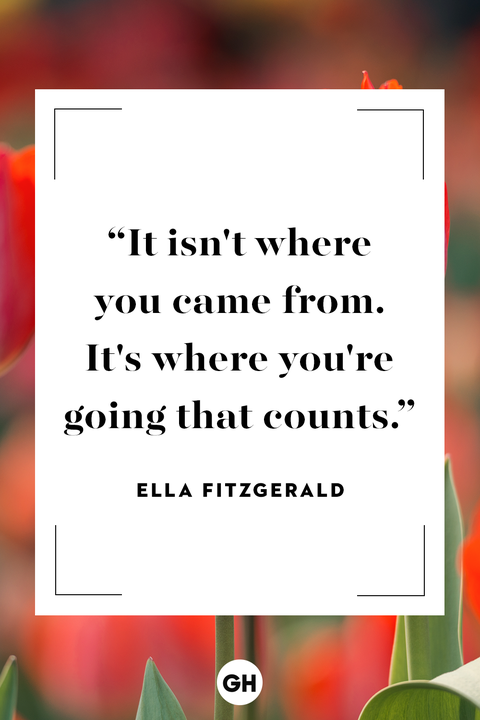 “It isn't where
you came from.
It's where you're
going that counts.”
ELLA FITZGERALD
GH